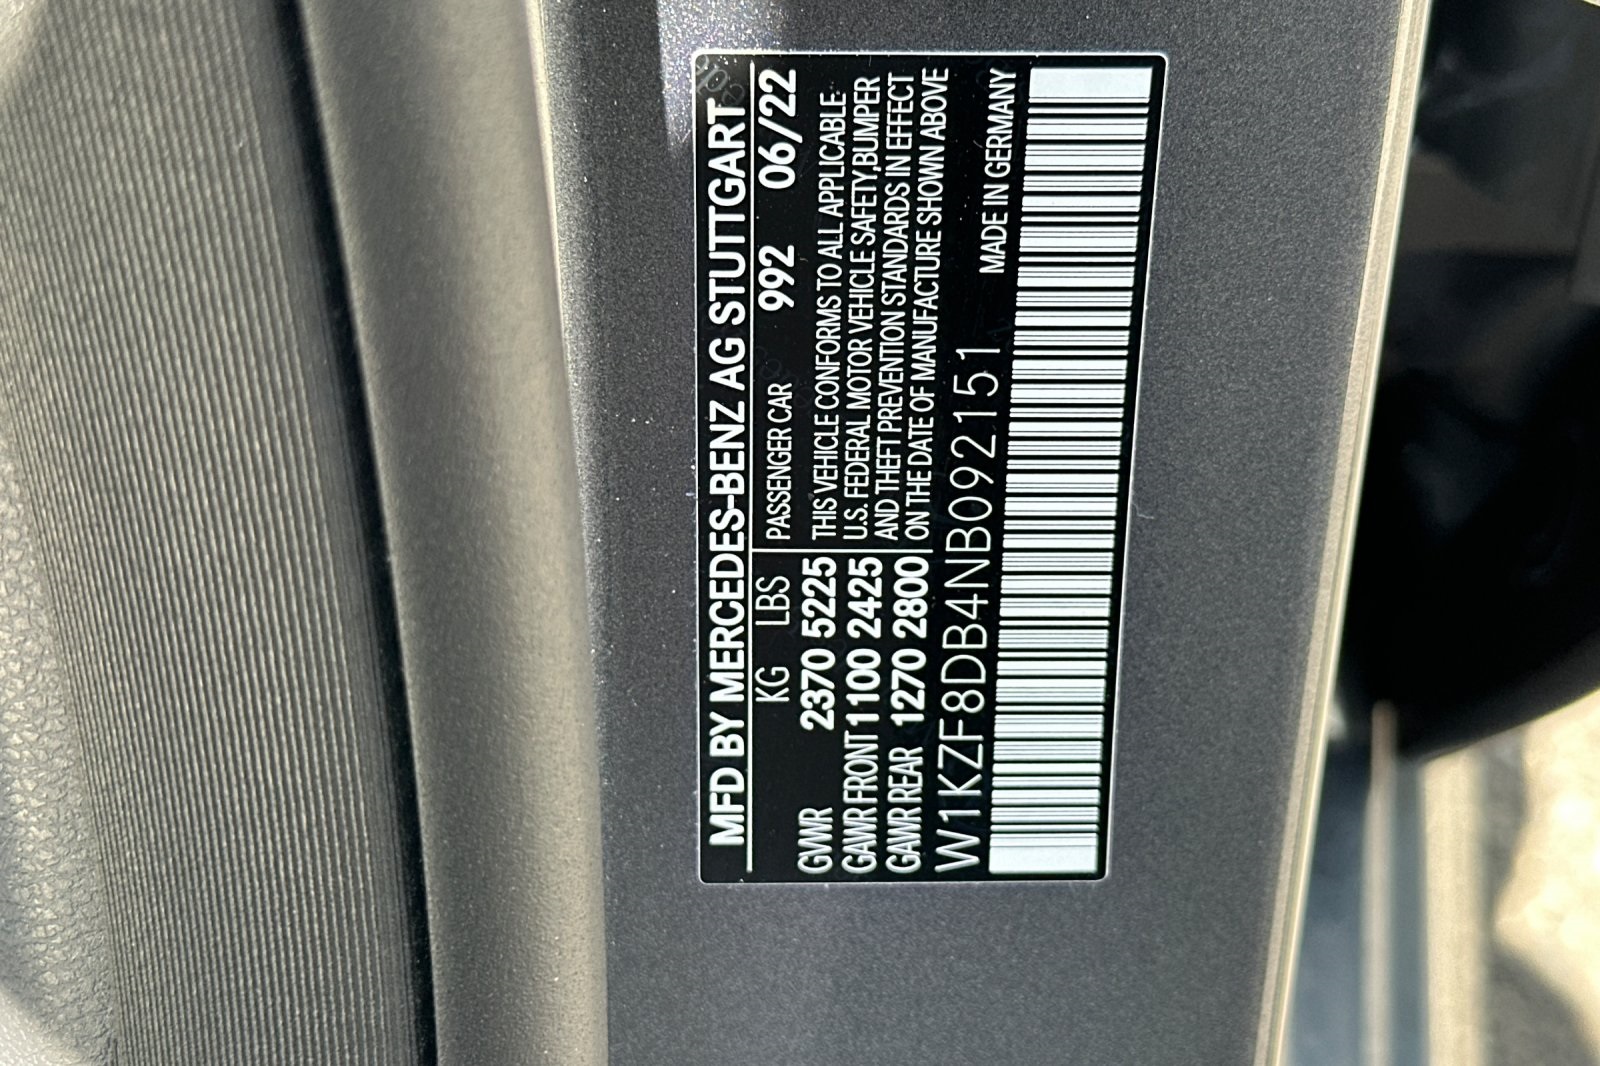 MFD BY MERCEDES-BENZ AG STUTTGART
KG LBS
GVWR 2370 5225
GAWR FRONT 1100 2425
GAWR REAR 1270 2800
PASSENGER CAR 992 06/22
THIS VEHICLE CONFORMS TO ALL APPLICABLE
U.S. FEDERAL MOTOR VEHICLE SAFETY,BUMPER
AND THEFT PREVENTION STANDARDS IN EFFECT
ON THE DATE OF MANUFACTURE SHOWN ABOVE
W1KZF8DB4NB092151
MADE IN GERMANY